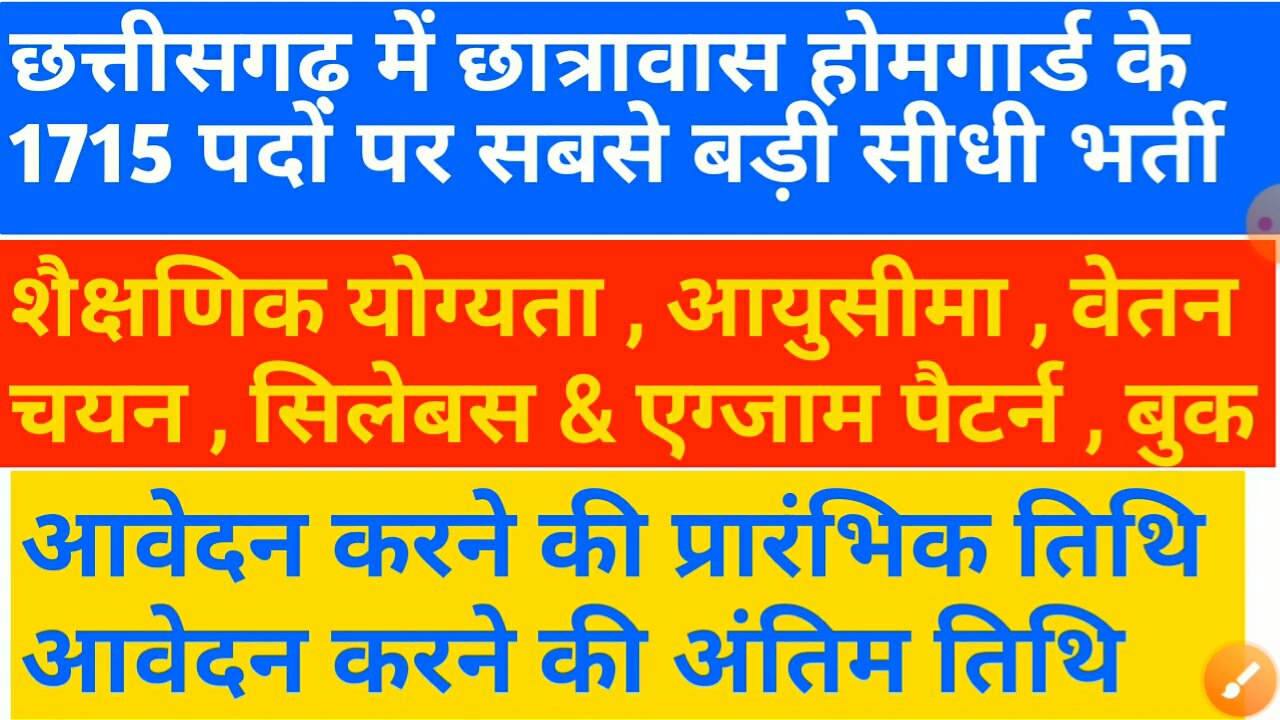 छत्तीसगढ में छात्रावास होमगार्ड के
1715 पदों पर सबसे बड़ी सीधी भर्ती
शैक्षणिक योग्यता , आयुसीमा , वेतन
चयन , सिलेबस & एग्जाम पैटर्न , बुक
आवेदन करने की प्रारंभिक तिथि
आवेदन करने की अंतिम तिथि